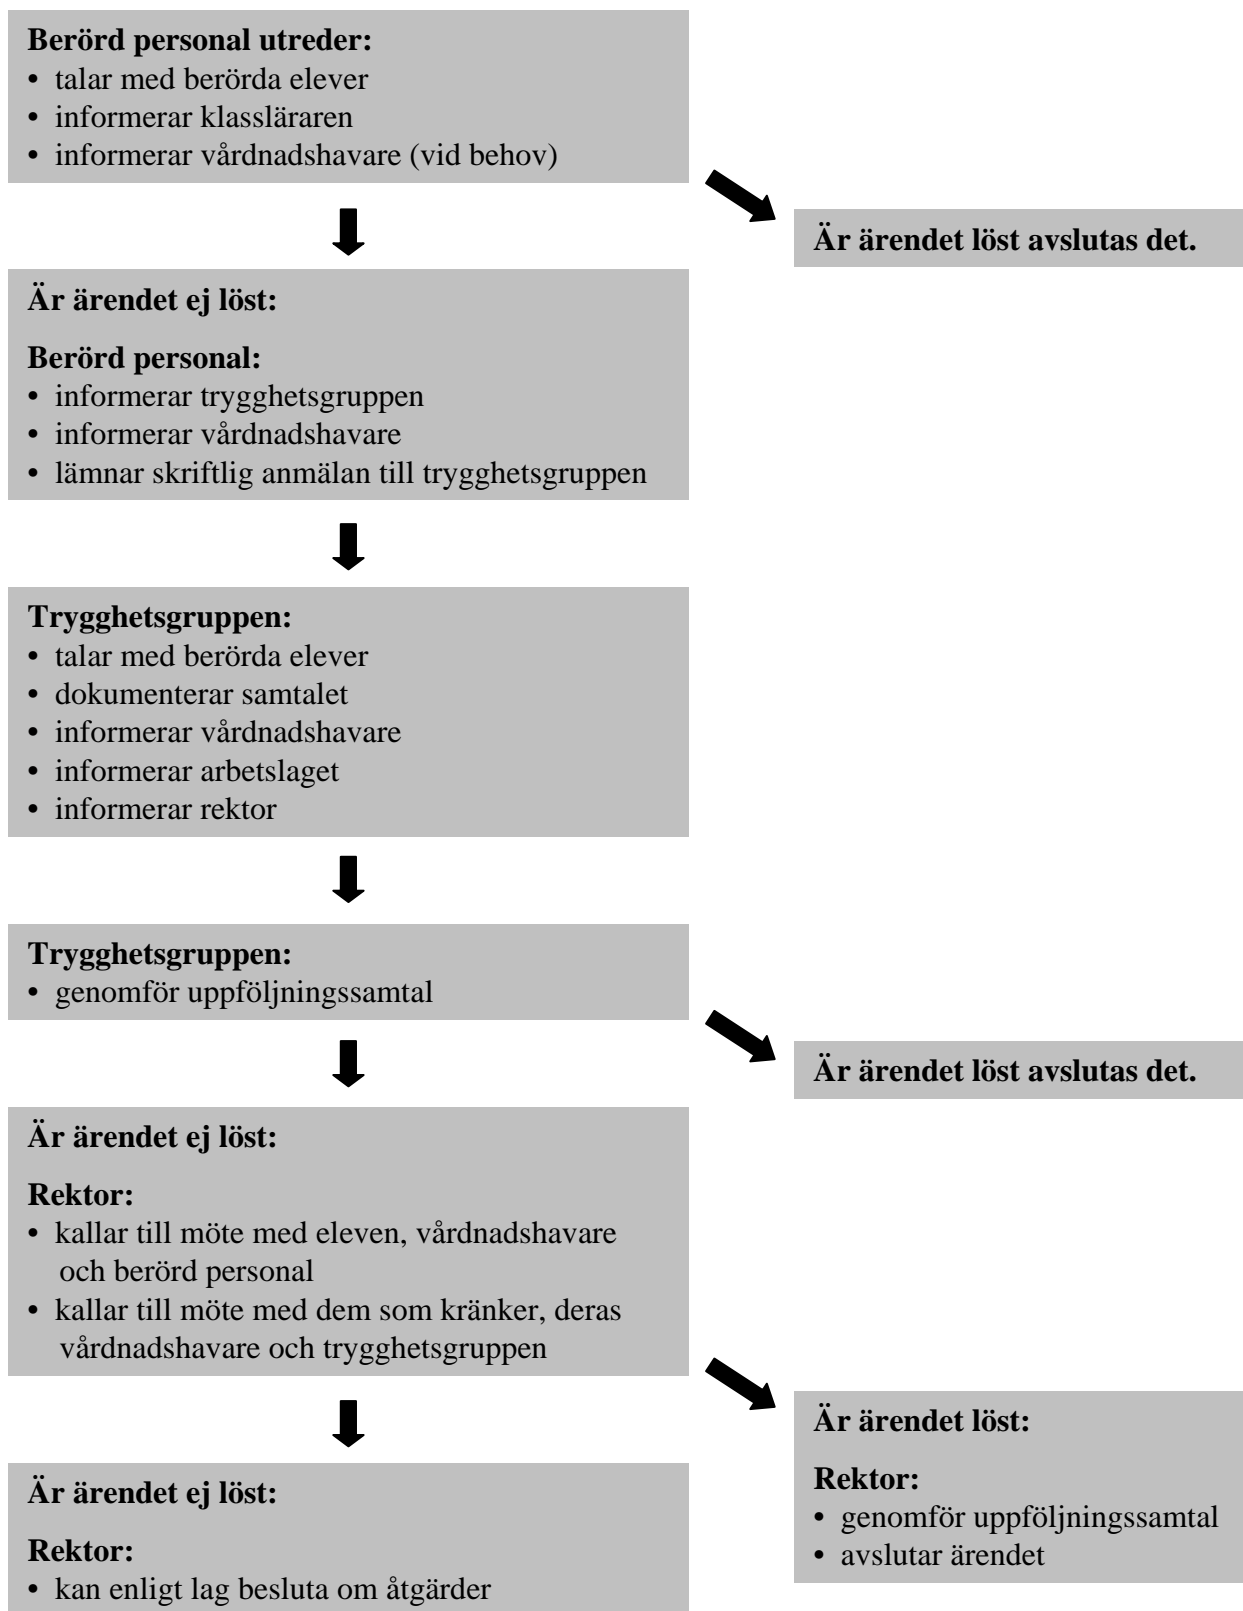 Berörd personal utreder:
• talar med berörda elever
• informerar klassläraren
• informerar vårdnadshavare (vid behov)
Är ärendet löst avslutas det.
Är ärendet ej löst:
Berörd personal:
• informerar trygghetsgruppen
• informerar vårdnadshavare
• lämnar skriftlig anmälan till trygghetsgruppen
Trygghetsgruppen:
• talar med berörda elever
• dokumenterar samtalet
• informerar vårdnadshavare
• informerar arbetslaget
• informerar rektor
Trygghetsgruppen:
• genomför uppföljningssamtal
Är ärendet löst avslutas det.
Är ärendet ej löst:
Rektor:
• kallar till möte med eleven, vårdnadshavare
och berörd personal
• kallar till möte med dem som kränker, deras
vårdnadshavare och trygghetsgruppen
Är ärendet löst:
Rektor:
• genomför uppföljningssamtal
• avslutar ärendet
Är ärendet ej löst:
Rektor:
• kan enligt lag besluta om åtgärder